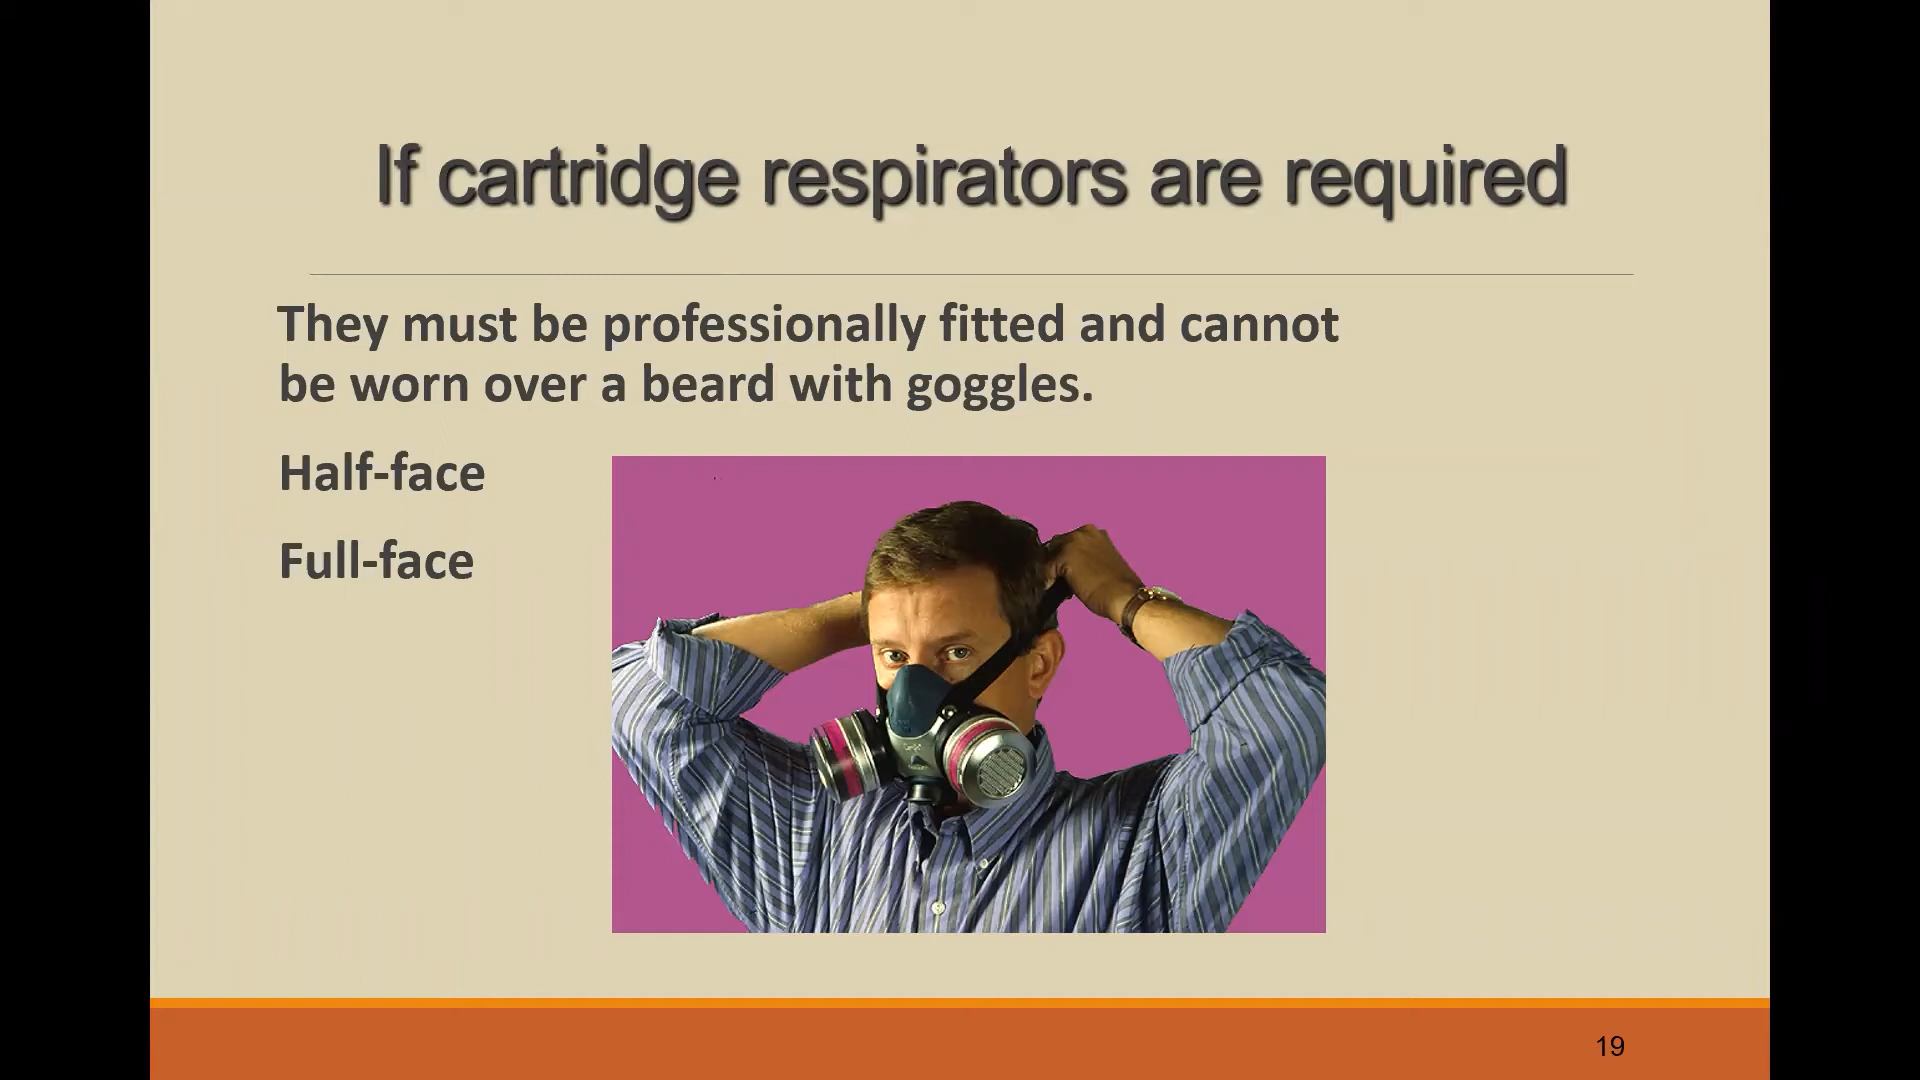 If cartridge respirators are required
They must be professionally fitted and cannot
be worn over a beard with goggles.
Half-face
Full-face
19